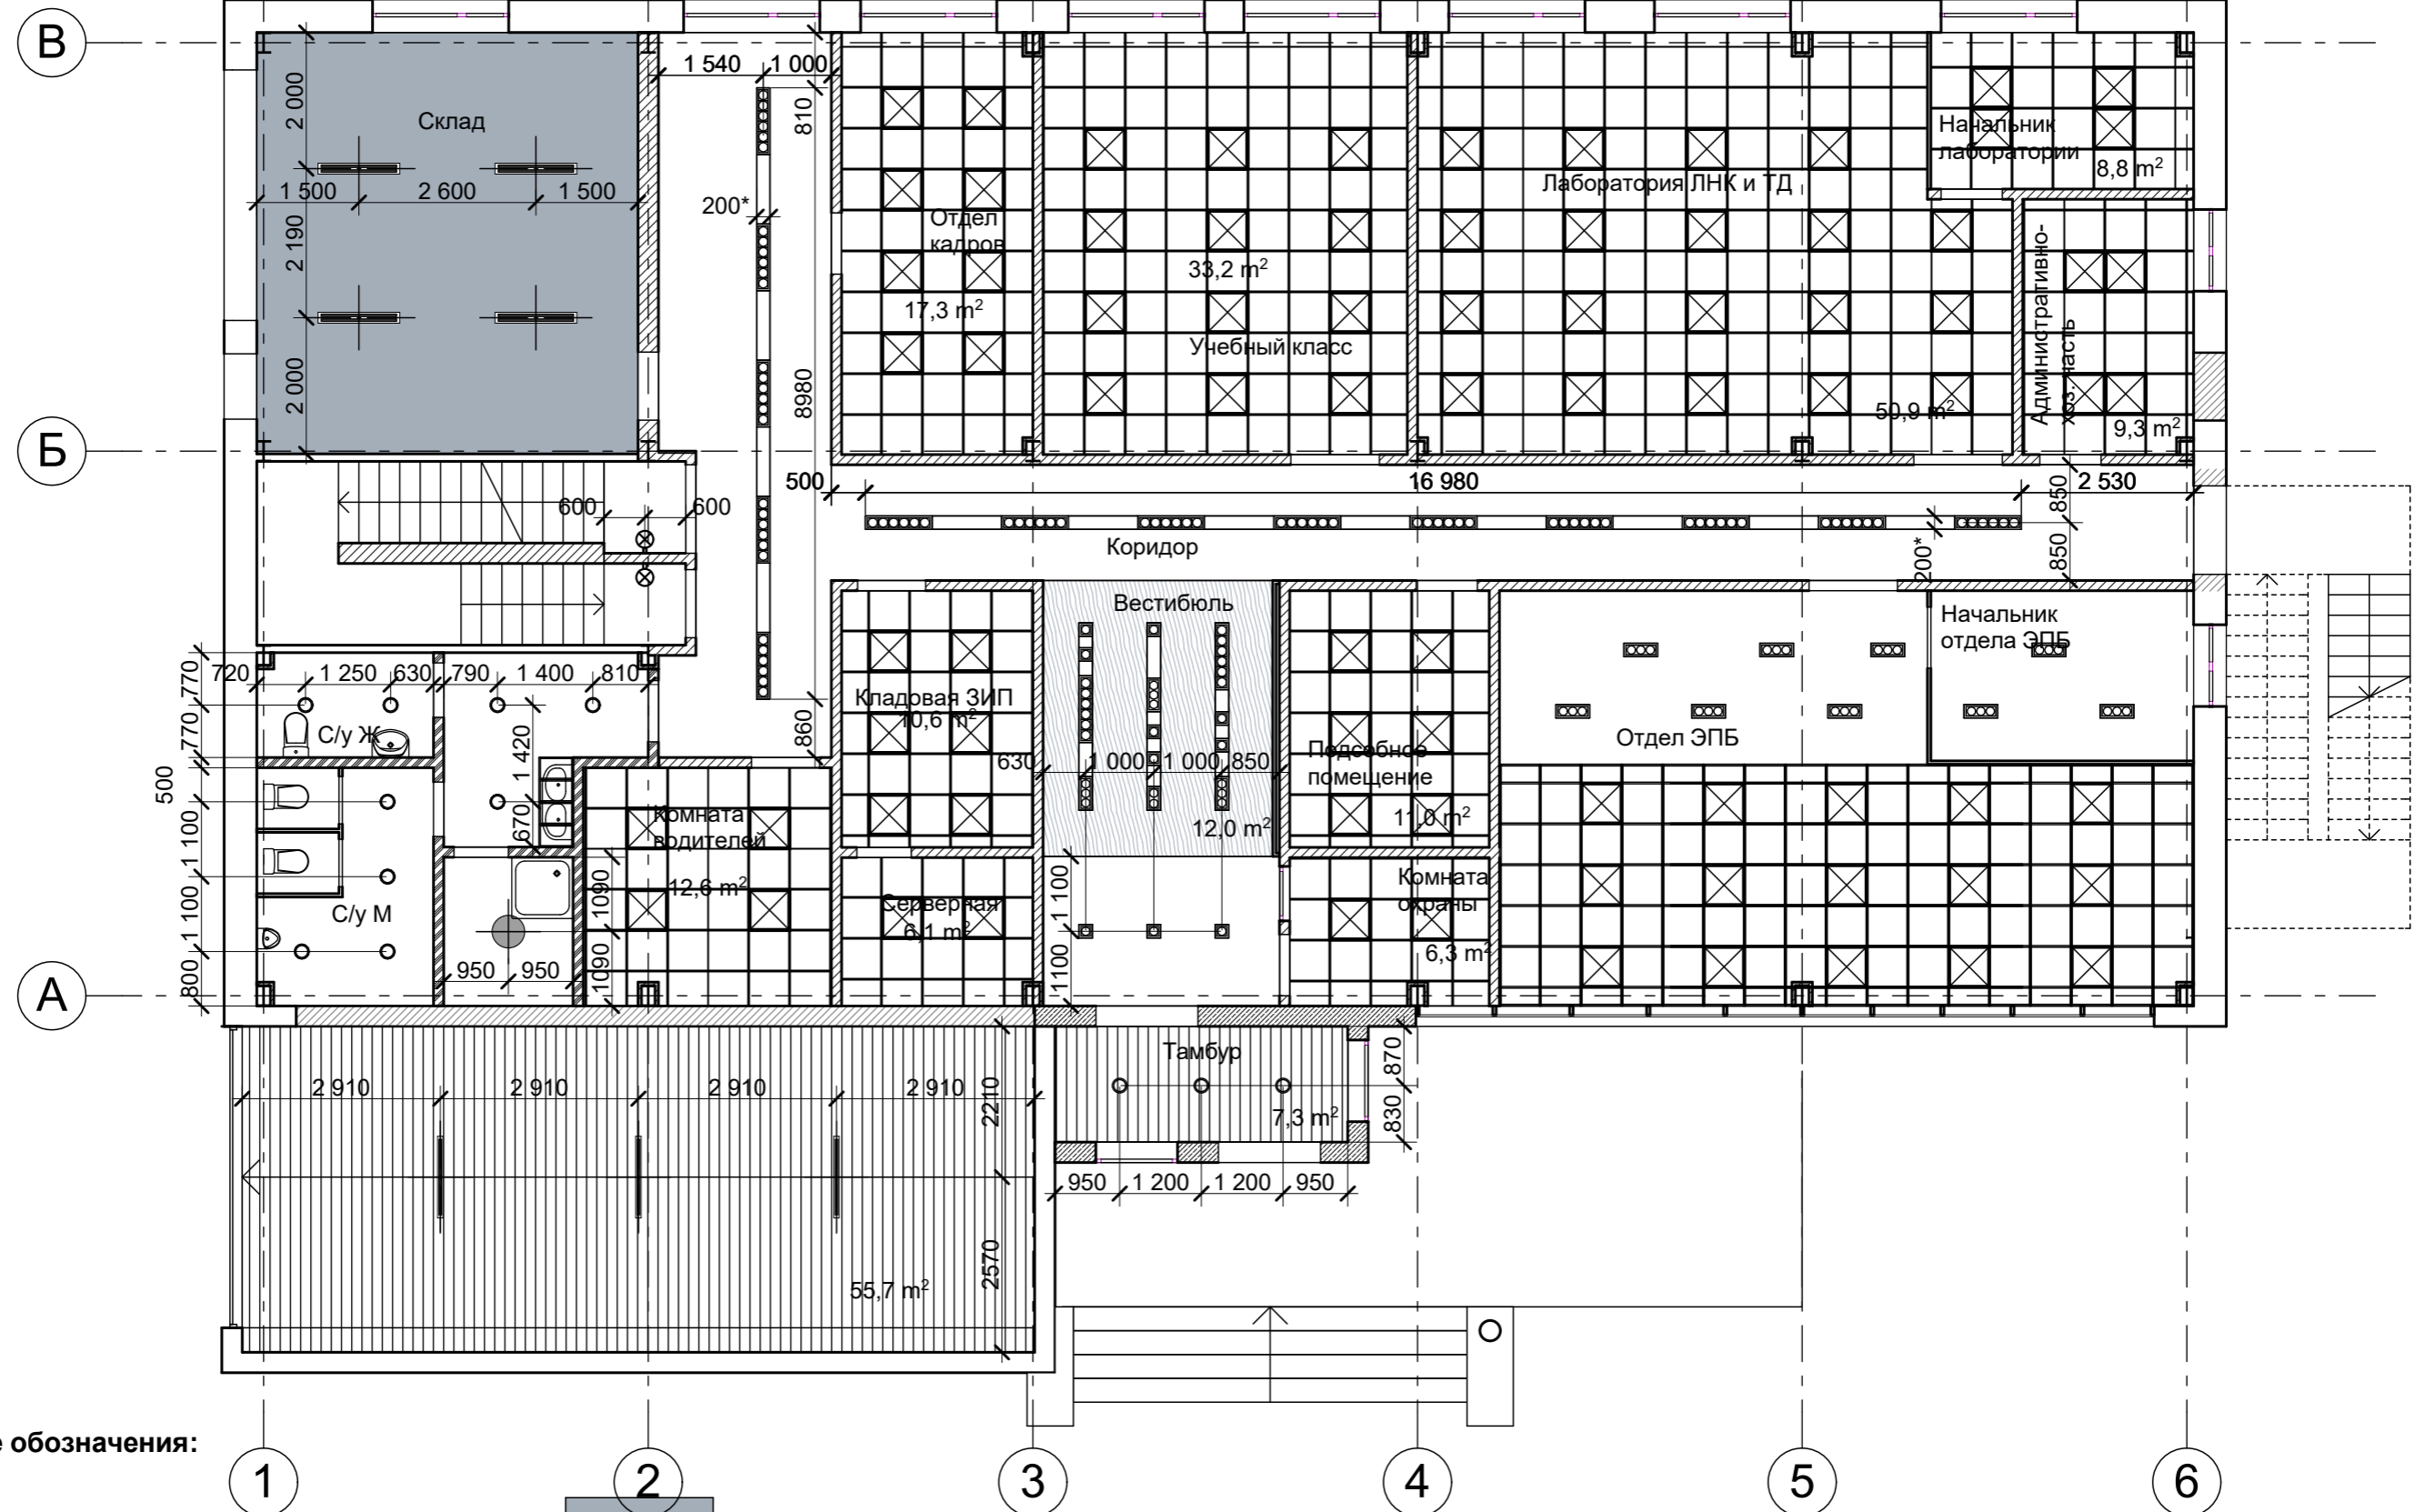 В
1 540
1 000
2 000
810
Склад
Начальник
лаборатории
8,8 m²
1 500
2 600
1 500
200*
Лаборатория ЛНК и ТД
Отдел
кадров
2 190
33,2 m²
17,3 m²
Административно-
хоз. часть
Учебный класс
2 000
8980
50,9 m²
9,3 m²
Б
500
16 980
2 530
600
600
850
Коридор
200*
850
Вестибюль
Начальник
отдела ЭПБ
770
720
1 250
630
790
1 400
810
Кладовая ЗИП
10,6 m²
770
С/у Ж
1 420
860
Отдел ЭПБ
630
1 000
1 000
850
Подсобное
помещение
500
670
Комната
водителей
12,0 m²
11,0 m²
1 100
1090
12,6 m²
1 100
Комната
охраны
1 100
С/у М
Серверная
6,1 m²
6,3 m²
800
950
950
1090
1100
А
Тамбур
870
2 910
2 910
2 910
2 910
2210
7,3 m²
830
950
1 200
1 200
950
2570
55,7 m²
е обозначения:
1
2
3
4
5
6